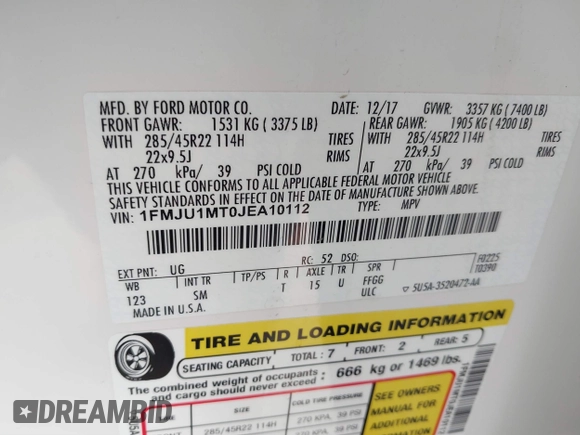 MFD. BY FORD MOTOR CO.
DATE: 12/17 GVWR: 3357 KG ( 7400 LB)
FRONT GAWR: 1531 KG ( 3375 LB)
REAR GAWR: 1905 KG ( 4200 LB)
WITH 285/45R22 114H TIRES
WITH 285/45R22 114H TIRES
22x9.5J RIMS
22x9.5J RIMS
AT 270 kPa/ 39 PSI COLD
AT 270 kPa/ 39 PSI COLD
THIS VEHICLE CONFORMS TO ALL APPLICABLE FEDERAL MOTOR VEHICLE
SAFETY STANDARDS IN EFFECT ON THE DATE OF MANUFACTURE SHOWN ABOVE.
VIN: 1FMJU1MT0JEA10112
TYPE: MPV
EXT PNT: UG RC: 52 DSO: F0225
T0390
WB INT TR TP/PS R AXLE TR SPR
123 SM T 15 U FFGG
ULC
MADE IN U.S.A.
5U5A-3520472-AA
TIRE AND LOADING INFORMATION
SEATING CAPACITY TOTAL: 7 FRONT: 2 REAR: 5
The combined weight of occupants
and cargo should never exceed : 666 kg or 1469 lbs.
SIZE COLD TIRE PRESSURE
285/45R22 114H 270 KPA, 39 PSI
SEE OWNERS
MANUAL FOR
ADDITIONAL
DREAMBID